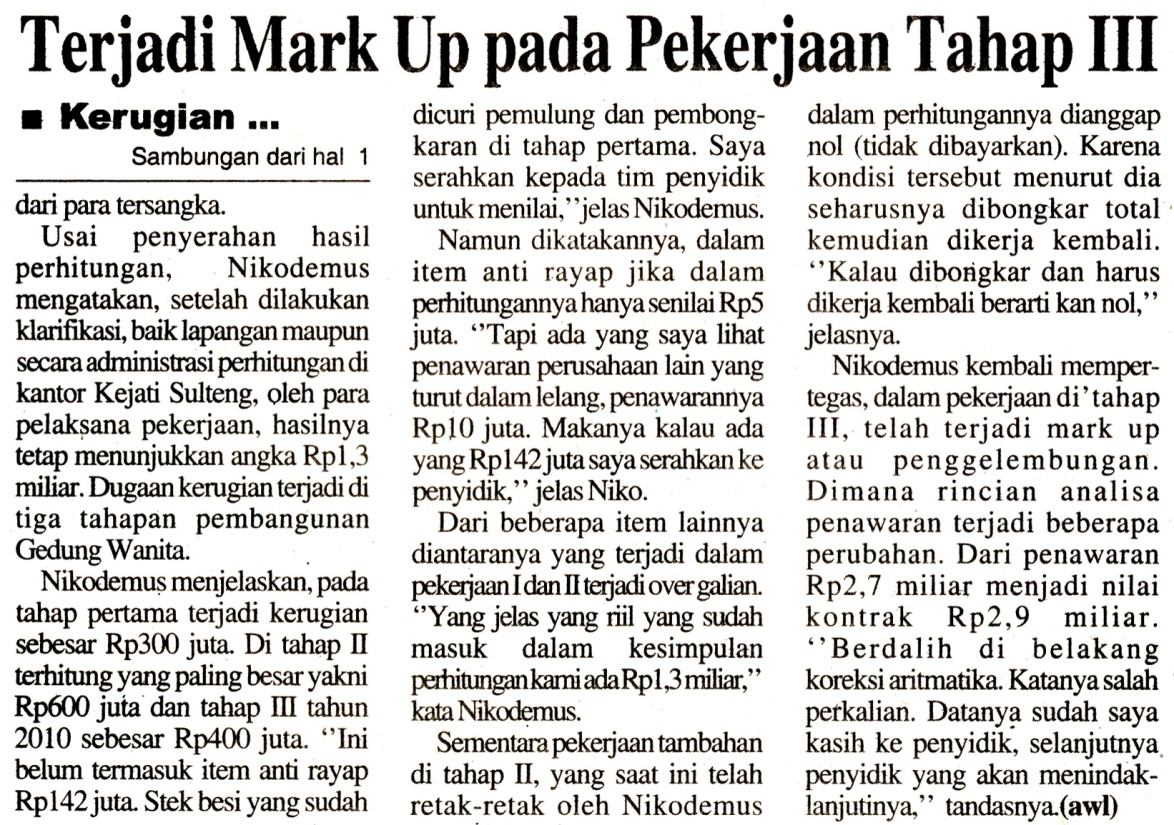 Terjadi Mark Up pada Pekerjaan Tahap III
■ Kerugian ...
Sambungan dari hal 1
dari para tersangka.
Usai penyerahan hasil
perhitungan, Nikodemus
mengatakan, setelah dilakukan
klarifikasi, baik lapangan maupun
secara administrasi perhitungan di
kantor Kejati Sulteng, oleh para
pelaksana pekerjaan, hasilnya
tetap menunjukkan angka Rp1,3
miliar. Dugaan kerugian terjadi di
tiga tahapan pembangunan
Gedung Wanita.
Nikodemus menjelaskan, pada
tahap pertama terjadi kerugian
sebesar Rp300 juta. Di tahap II
terhitung yang paling besar yakni
Rp600 juta dan tahap III tahun
2010 sebesar Rp400 juta. ‘’Ini
belum termasuk item anti rayap
Rp142 juta. Stek besi yang sudah
dicuri pemulung dan pembong-
karan di tahap pertama. Saya
serahkan kepada tim penyidik
untuk menilai,’’jelas Nikodemus.
Namun dikatakannya, dalam
item anti rayap jika dalam
perhitungannya hanya senilai Rp5
juta. ‘’Tapi ada yang saya lihat
penawaran perusahaan lain yang
turut dalam lelang, penawarannya
Rp10 juta. Makanya kalau ada
yang Rp142 juta saya serahkan ke
penyidik,’’ jelas Niko.
Dari beberapa item lainnya
diantaranya yang terjadi dalam
pekerjaan I dan II terjadi over galian.
‘’Yang jelas yang riil yang sudah
masuk dalam kesimpulan
perhitungan kami ada Rp1,3 miliar,’’
kata Nikodemus.
Sementara pekerjaan tambahan
di tahap II, yang saat ini telah
retak-retak oleh Nikodemus
dalam perhitungannya dianggap
nol (tidak dibayarkan). Karena
kondisi tersebut menurut dia
seharusnya dibongkar total
kemudian dikerja kembali.
‘’Kalau dibongkar dan harus
dikerja kembali berarti kan nol,’’
jelasnya.
Nikodemus kembali memper-
tegas, dalam pekerjaan di tahap
III, telah terjadi mark up
atau penggelembungan.
Dimana rincian analisa
penawaran terjadi beberapa
perubahan. Dari penawaran
Rp2,7 miliar menjadi nilai
kontrak Rp2,9 miliar.
‘’Berdalih di belakang
koreksi aritmatika. Katanya salah
perkalian. Datanya sudah saya
kasih ke penyidik, selanjutnya
penyidik yang akan menindak-
lanjutinya,’’ tandasnya.(awl)